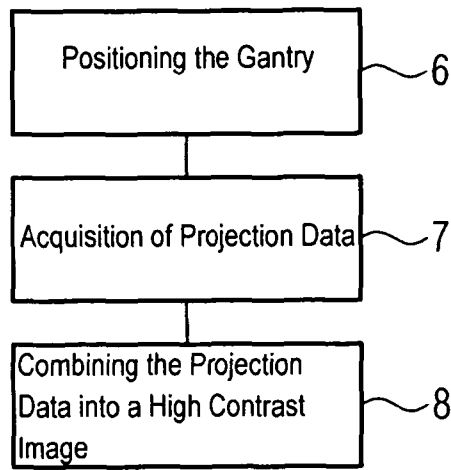 Positioning the Gantry
6
Acquisition of Projection Data
7
Combining the Projection
Data into a High Contrast
Image
8